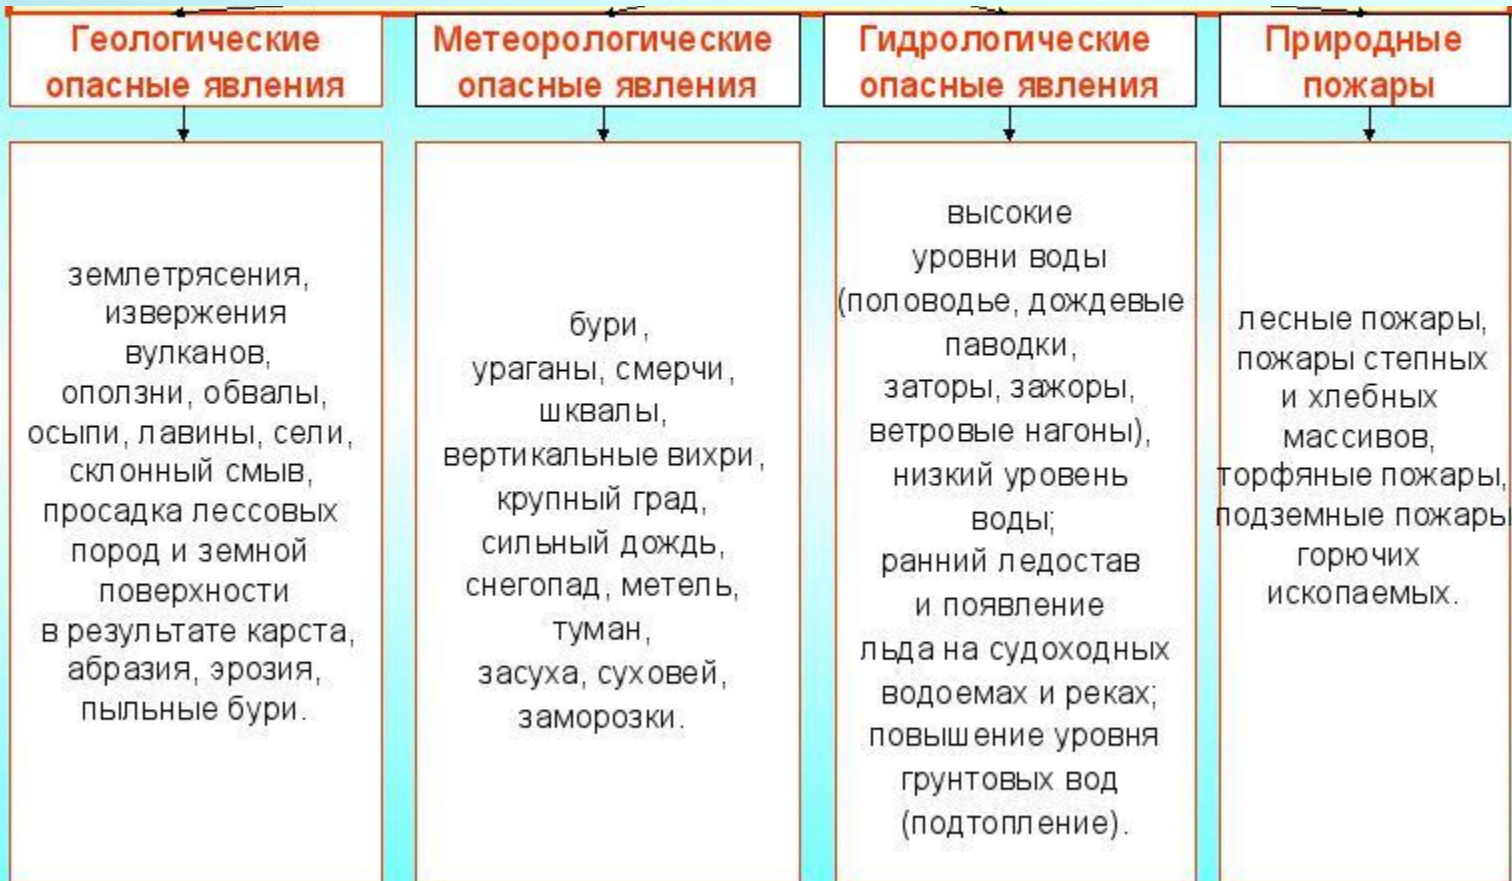 Геологические
опасные явления
землетрясения,
извержения
вулканов,
оползни, обвалы,
осыпи, лавины, сели,
склонный смыв,
просадка лессовых
пород и земной
поверхности
в результате карста,
абразия, эрозия,
пыльные бури.
Метеорологические
опасные явления
бури,
ураганы, смерчи,
шквалы,
вертикальные вихри,
крупный град,
сильный дождь,
снегопад, метель,
туман,
засуха, суховей,
заморозки.
Гидрологические
опасные явления
высокие
уровни воды
(половодье, дождевые
паводки,
заторы, зажоры,
ветровые нагоны),
низкий уровень
воды;
ранний ледостав
и появление
льда на судоходных
водоемах и реках;
повышение уровня
грунтовых вод
(подтопление).
Природные
пожары
лесные пожары,
пожары степных
и хлебных
массивов,
торфяные пожары,
подземные пожары
горючих
ископаемых.